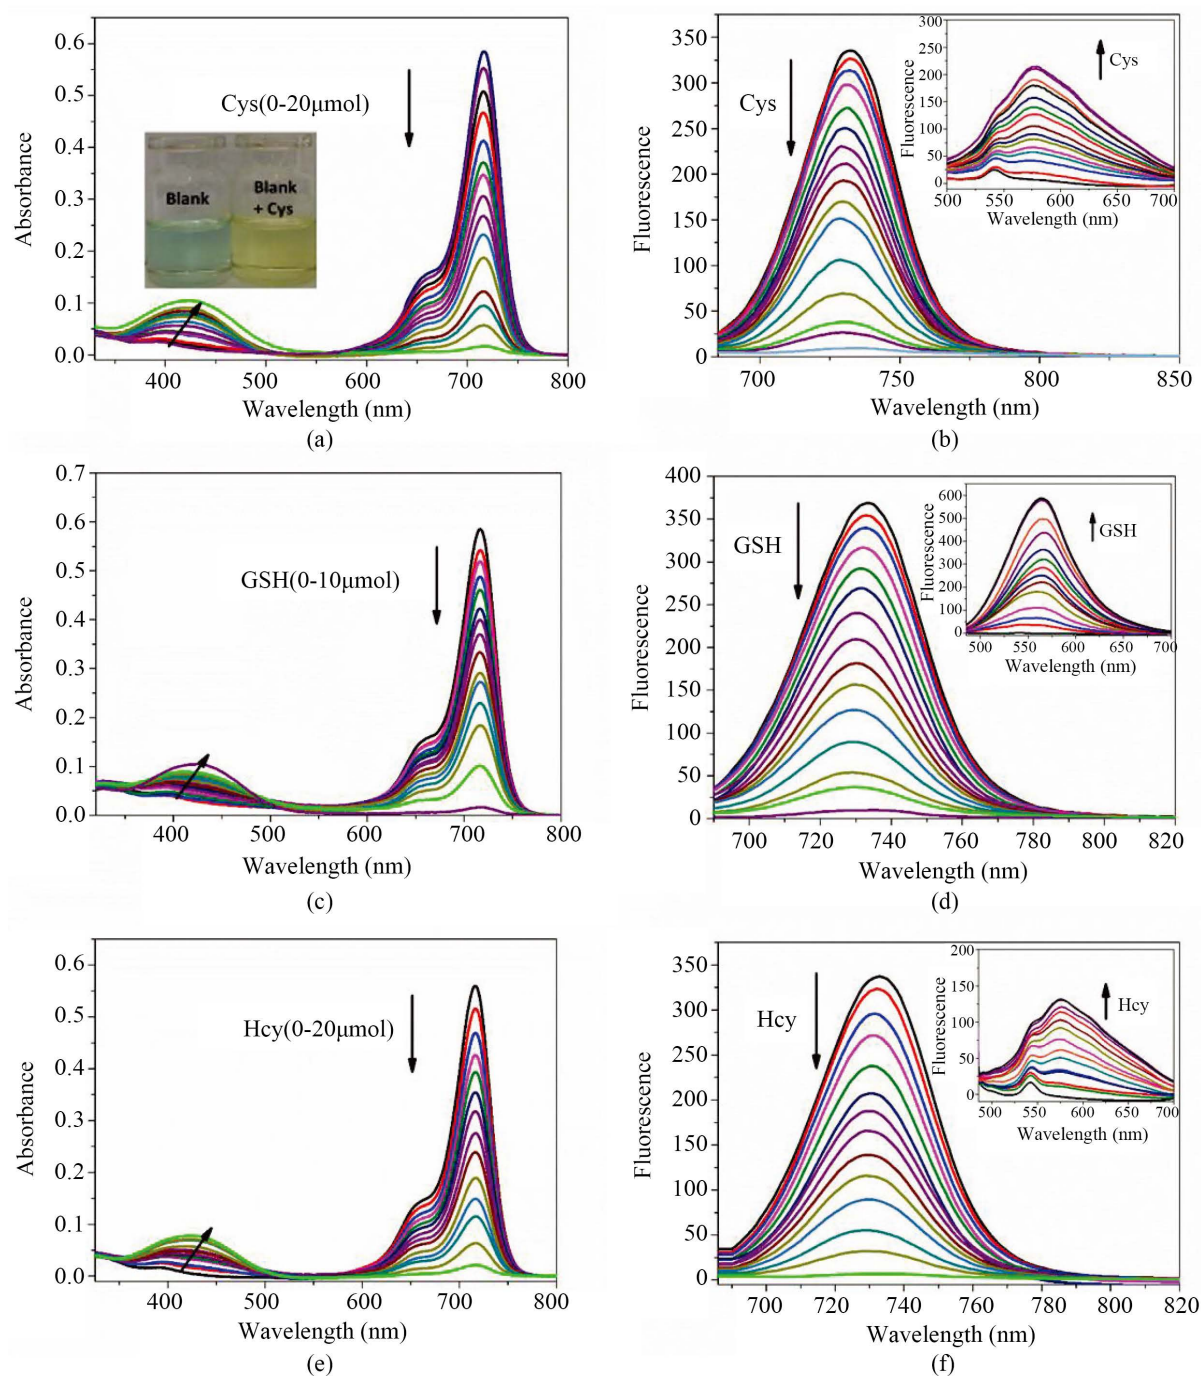 0.6
0.5
0.4
0.3
0.2
0.1
0.0
Absorbance
Cys(0-20μmol)
Blank
Blank
+ Cys
400 500 600 700 800
Wavelength (nm)
(a)
350
300
250
200
150
100
50
0
Fluorescence
Cys
700 750 800 850
Wavelength (nm)
300
250
200
150
100
50
0
Fluorescence
Cys
500 550 600 650 700
Wavelength (nm)
(b)
0.7
0.6
0.5
0.4
0.3
0.2
0.1
0.0
Absorbance
GSH(0-10μmol)
400 500 600 700 800
Wavelength (nm)
(c)
400
350
300
250
200
150
100
50
0
Fluorescence
GSH
700 720 740 760 780 800 820
Wavelength (nm)
600
500
400
300
200
100
0
Fluorescence
GSH
500 550 600 650 700
Wavelength (nm)
(d)
0.6
0.5
0.4
0.3
0.2
0.1
0.0
Absorbance
Hcy(0-20μmol)
400 500 600 700 800
Wavelength (nm)
(e)
350
300
250
200
150
100
50
0
Fluorescence
Hcy
700 720 740 760 780 800 820
Wavelength (nm)
200
150
100
50
0
Fluorescence
Hcy
500 550 600 650 700
Wavelength (nm)
(f)